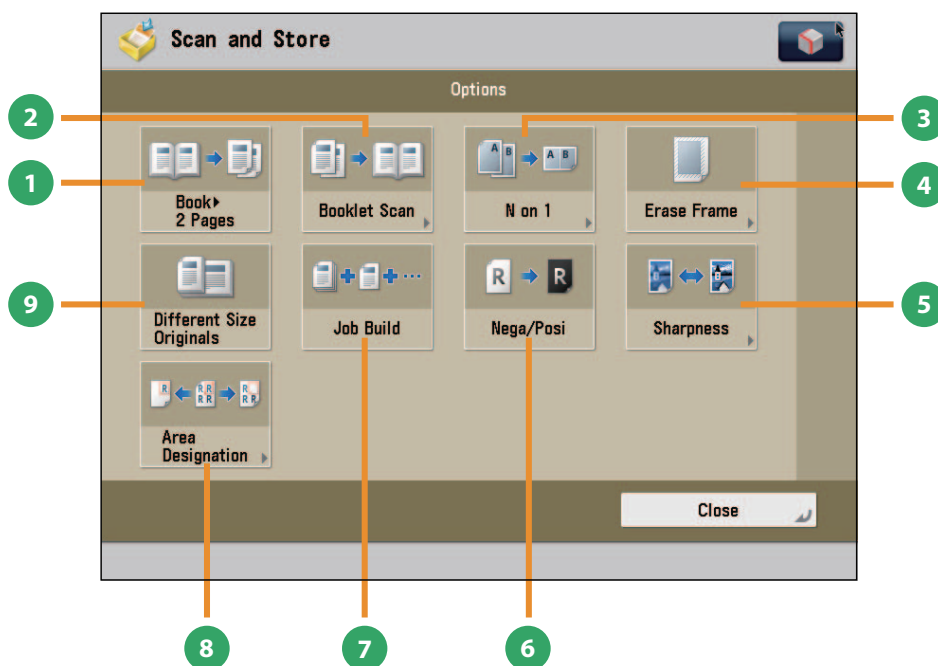 Scan and Store
Options
2
3
1
4
Book▸
2 Pages
Booklet Scan
A B A B
N on 1
Erase Frame
9
5
Different Size
Originals
Job Build
R R
Nega/Posi
Sharpness
R R R R R R R R
Area
Designation
Close
8
7
6